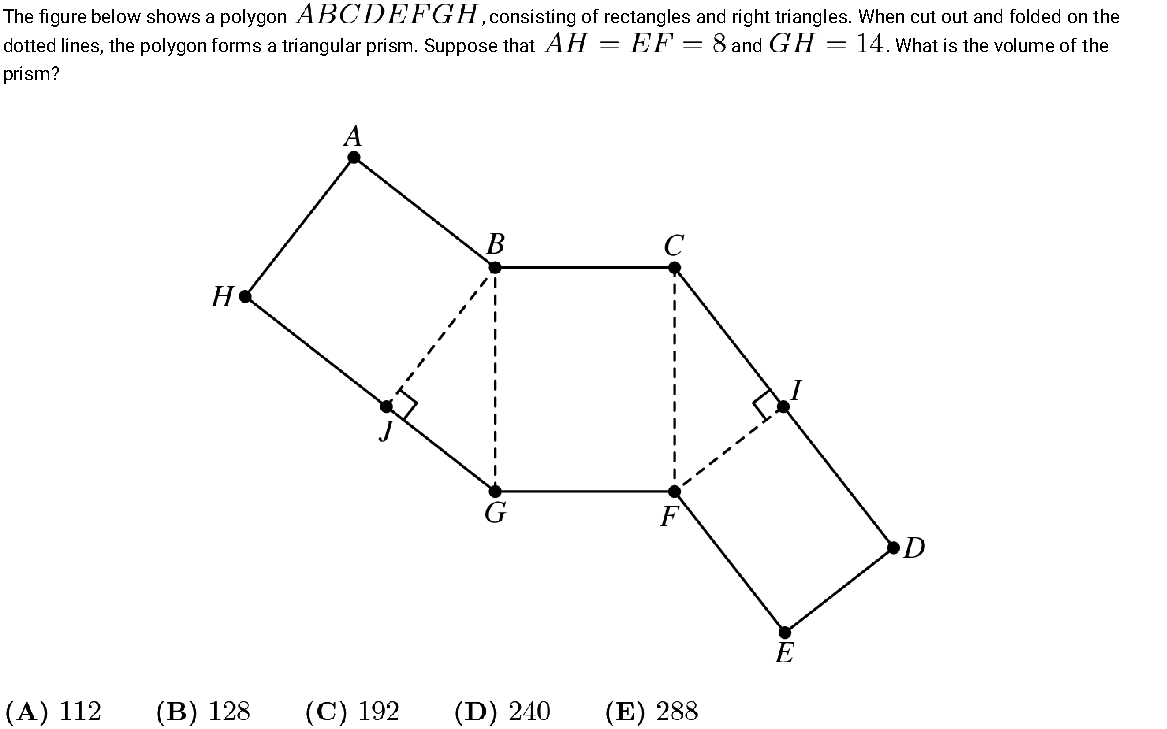 The figure below shows a polygon ABCDEFGH, consisting of rectangles and right triangles. When cut out and folded on the
dotted lines, the polygon forms a triangular prism. Suppose that AH = EF = 8 and GH = 14. What is the volume of the
prism?
A
B
C
H
I
J
G
F
D
E
(A) 112 (B) 128 (C) 192 (D) 240 (E) 288